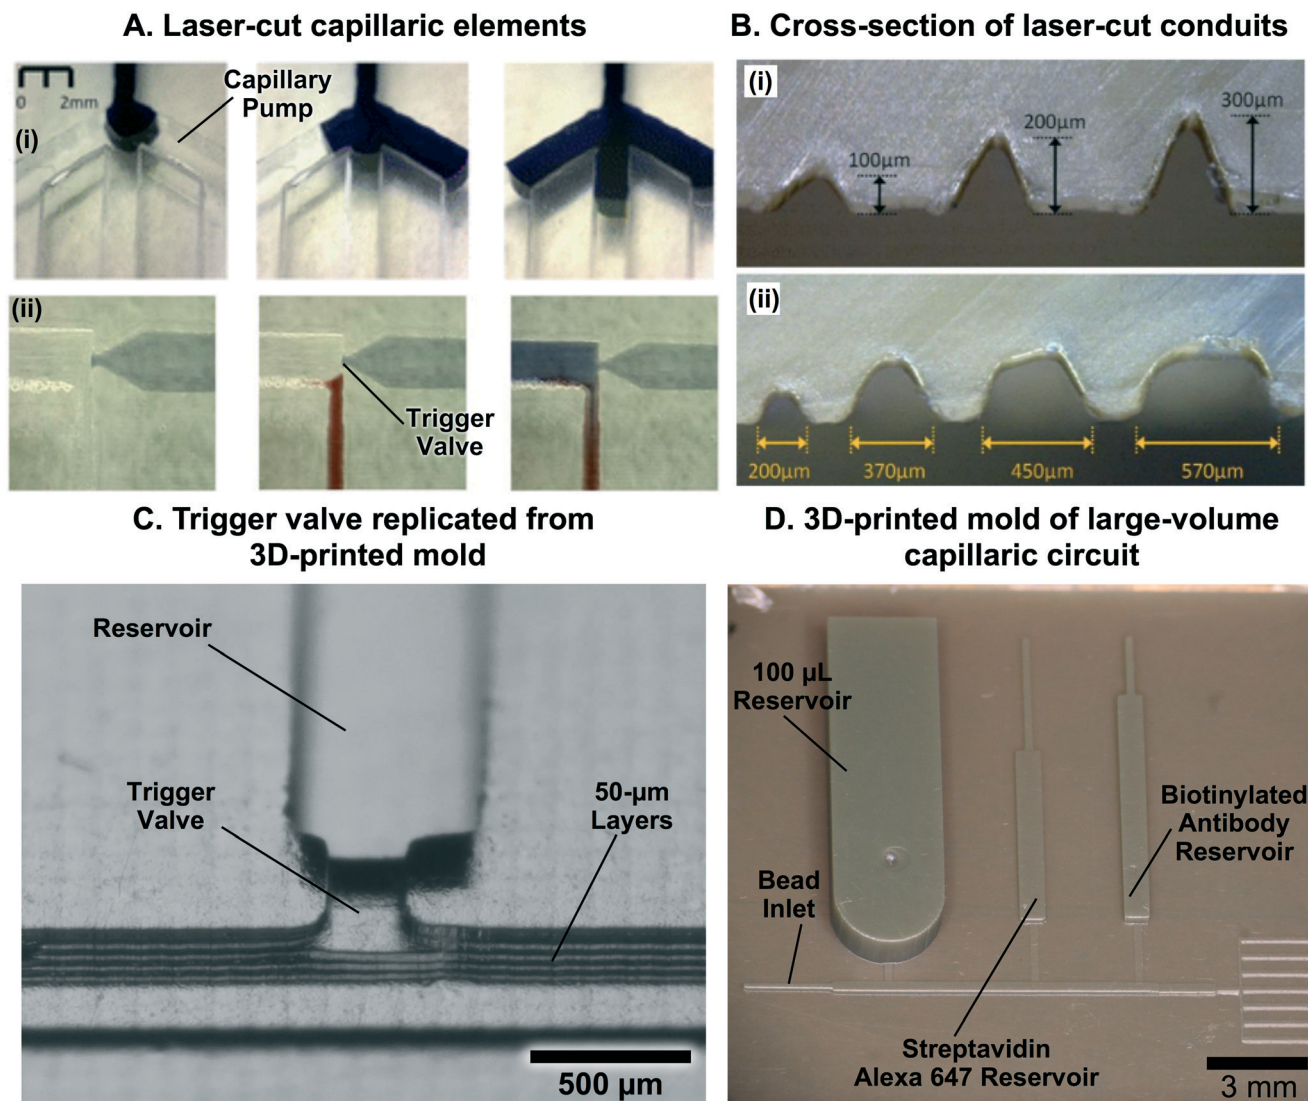 A. Laser-cut capillaric elements
0 2mm
Capillary
Pump
(i)
(ii)
Trigger
Valve
B. Cross-section of laser-cut conduits
(i)
100μm
200μm
300μm
(ii)
200μm
370μm
450μm
570μm
C. Trigger valve replicated from
3D-printed mold
Reservoir
Trigger
Valve
50-μm
Layers
500 μm
D. 3D-printed mold of large-volume
capillaric circuit
100 μL
Reservoir
Biotinylated
Antibody
Reservoir
Bead
Inlet
Streptavidin
Alexa 647 Reservoir
3 mm